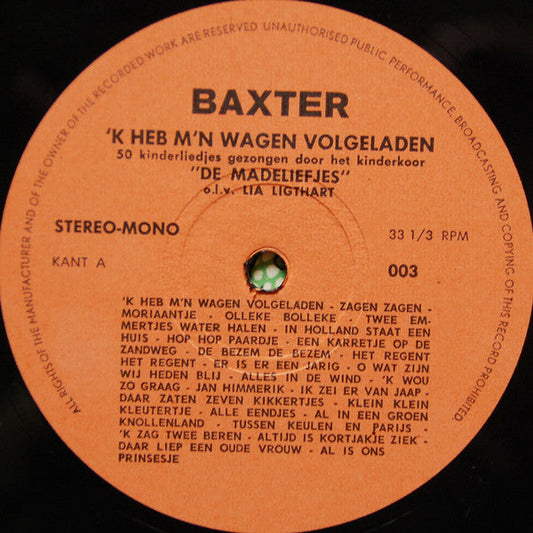 ALL RIGHTS OF THE MANUFACTURER AND OF THE OWNER OF THE RECORDED WORK ARE RESERVED UNAUTHORISED PUBLIC PERFORMANCE, BROADCASTING AND COPYING OF THIS RECORD PROHIBITED
BAXTER
'K HEB M'N WAGEN VOLGELADEN
50 kinderliedjes gezongen door het kinderkoor
"DE MADELIEFJES"
o.l.v. LIA LIGTHART
STEREO-MONO
33 1/3 RPM
KANT A
003
'K HEB M'N WAGEN VOLGELADEN - ZAGEN ZAGEN -
MORIAANTJE - OLLEKE BOLLEKE - TWEE EM-
MERTJES WATER HALEN - IN HOLLAND STAAT EEN
HUIS - HOP HOP PAARDJE - EEN KARRETJE OP DE
ZANDWEG - DE BEZEM DE BEZEM - HET REGENT
HET REGENT - ER IS ER EEN JARIG - O WAT ZIJN
WIJ HEDEN BLIJ - ALLES IN DE WIND - 'K WOU
ZO GRAAG - JAN HIMMERIK - IK ZEI ER VAN JAAP -
DAAR ZATEN ZEVEN KIKKERTJES - KLEIN KLEIN
KLEUTERTJE - ALLE EENDJES - AL IN EEN GROEN
KNOLLENLAND - TUSSEN KEULEN EN PARIJS -
'K ZAG TWEE BEREN - ALTIJD IS KORTJAKJE ZIEK -
DAAR LIEP EEN OUDE VROUW - AL IS ONS
PRINSESJE